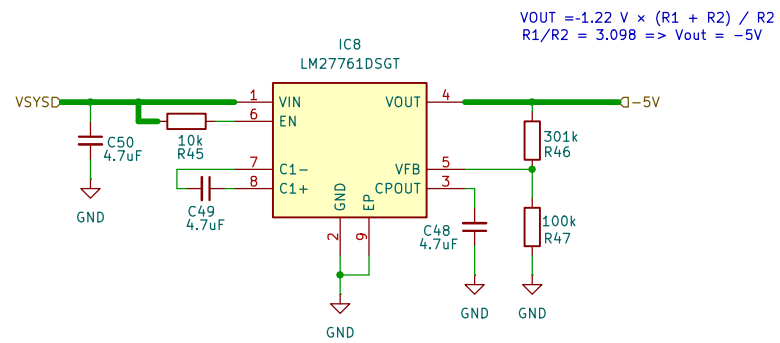 VOUT =-1.22 V × (R1 + R2) / R2
R1/R2 = 3.098 => Vout = -5V
IC8
LM27761DSGT
VSYS
1
VIN
VOUT
4
-5V
6
EN
10k
R45
C50
4.7uF
301k
R46
7
C1-
VFB
5
8
C1+
CPOUT
3
C49
4.7uF
GND
EP
2
9
C48
4.7uF
100k
R47
GND
GND
GND
GND